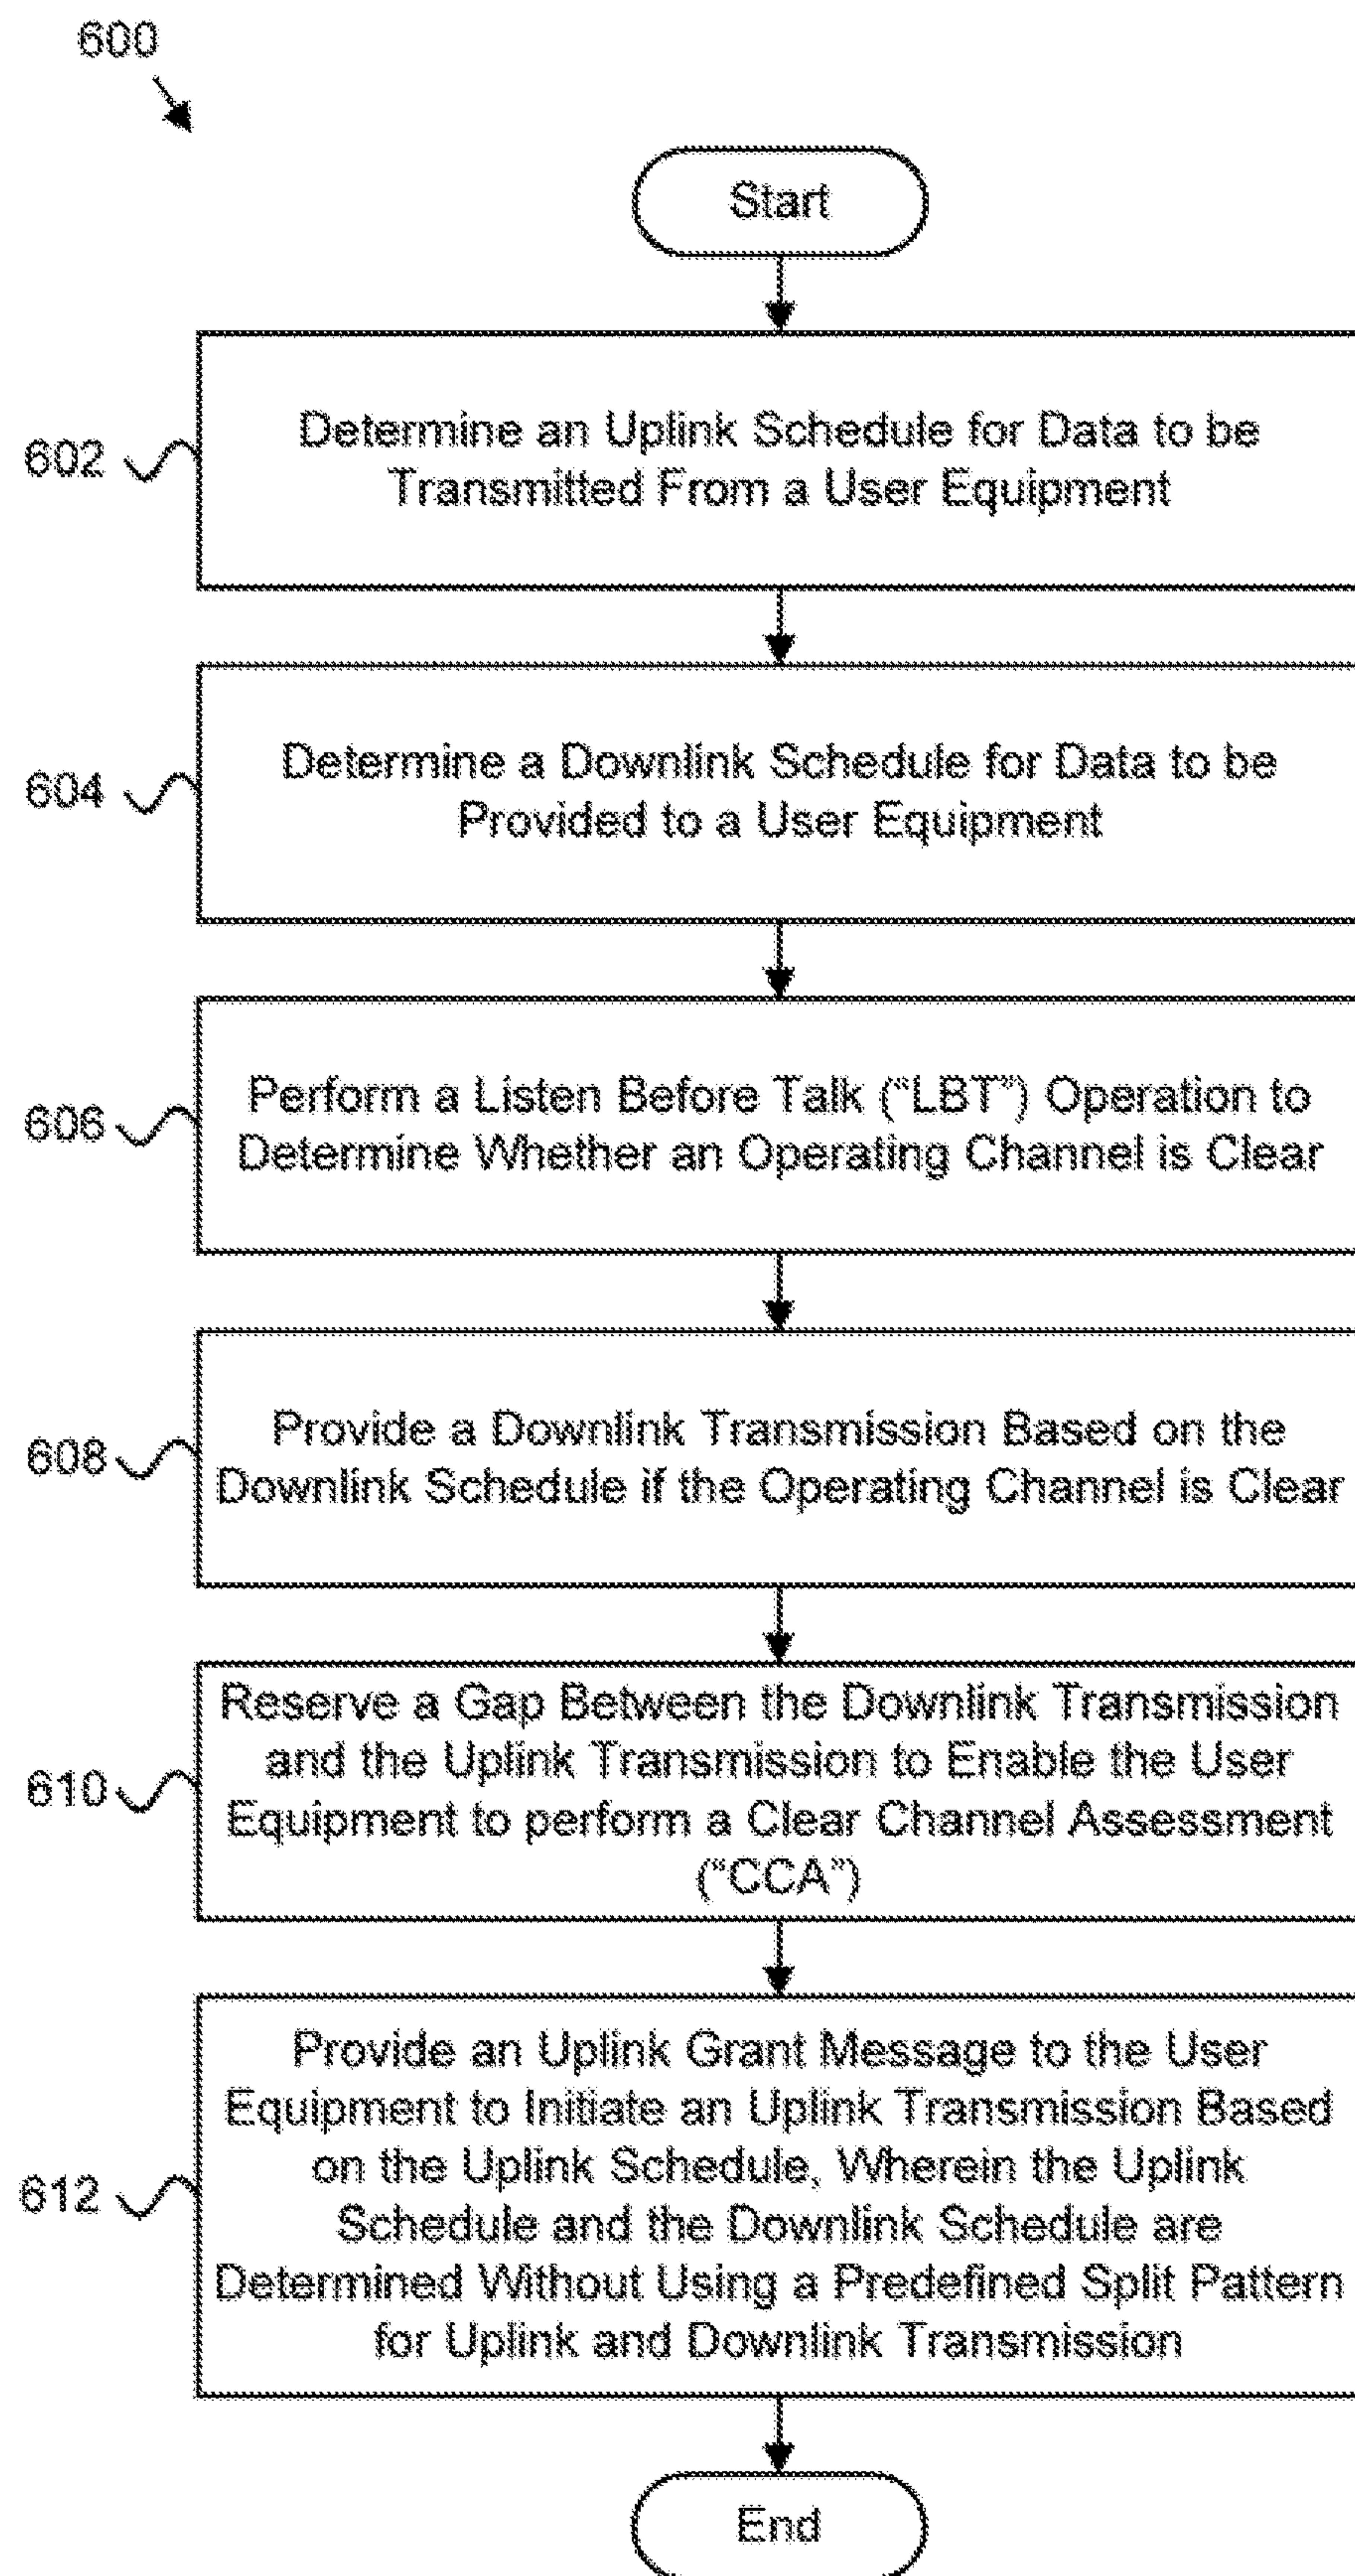 600
Start
602
Determine an Uplink Schedule for Data to be
Transmitted From a User Equipment
604
Determine a Downlink Schedule for Data to be
Provided to a User Equipment
606
Perform a Listen Before Talk (“LBT”) Operation to
Determine Whether an Operating Channel is Clear
608
Provide a Downlink Transmission Based on the
Downlink Schedule if the Operating Channel is Clear
610
Reserve a Gap Between the Downlink Transmission
and the Uplink Transmission to Enable the User
Equipment to perform a Clear Channel Assessment
(“CCA”)
612
Provide an Uplink Grant Message to the User
Equipment to Initiate an Uplink Transmission Based
on the Uplink Schedule, Wherein the Uplink
Schedule and the Downlink Schedule are
Determined Without Using a Predefined Split Pattern
for Uplink and Downlink Transmission
End